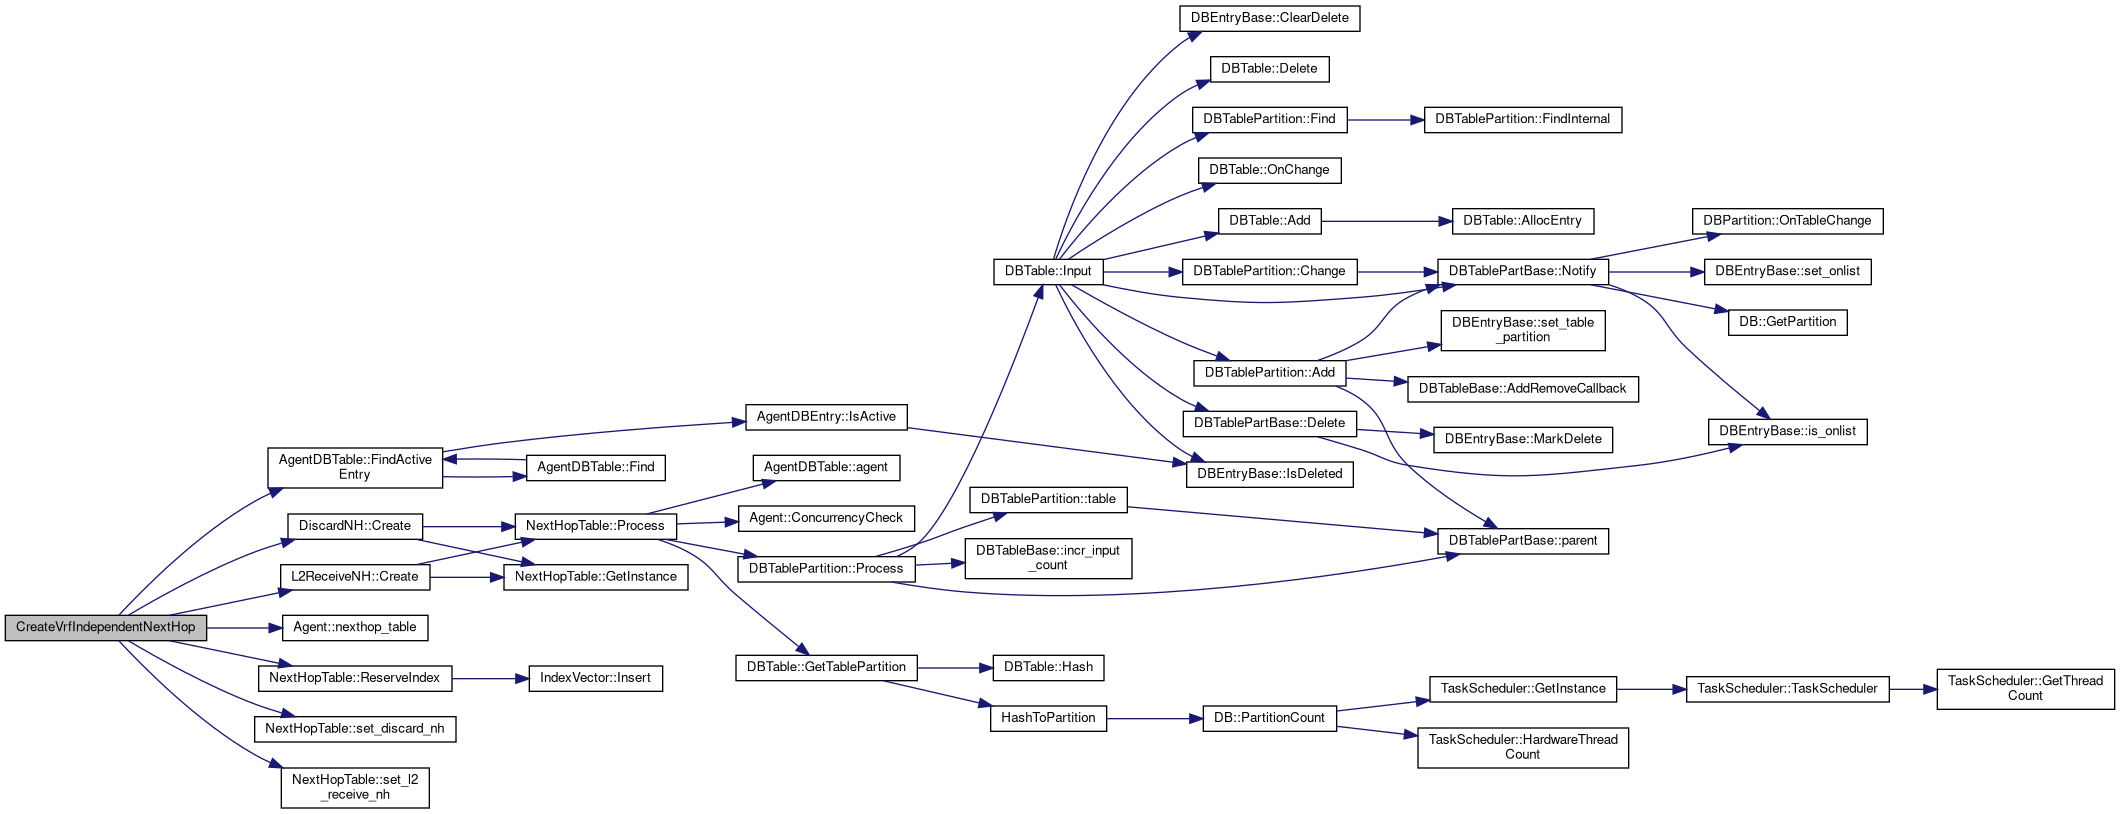 DBEntryBase::ClearDelete
DBTable::Delete
DBTablePartition::Find
DBTablePartition::FindInternal
DBTable::OnChange
DBTable::Add
DBTable::AllocEntry
DBPartition::OnTableChange
DBTable::Input
DBTablePartition::Change
DBTablePartBase::Notify
DBEntryBase::set_onlist
DBEntryBase::set_table
_partition
DB::GetPartition
DBTablePartition::Add
DBTableBase::AddRemoveCallback
AgentDBEntry::IsActive
DBTablePartBase::Delete
DBEntryBase::MarkDelete
DBEntryBase::is_onlist
AgentDBTable::FindActive
Entry
AgentDBTable::Find
AgentDBTable::agent
DBEntryBase::IsDeleted
DBTablePartition::table
DiscardNH::Create
NextHopTable::Process
Agent::ConcurrencyCheck
DBTablePartBase::parent
DBTableBase::incr_input
_count
L2ReceiveNH::Create
NextHopTable::GetInstance
DBTablePartition::Process
CreateVrfIndependentNextHop
Agent::nexthop_table
NextHopTable::ReserveIndex
IndexVector::Insert
DBTable::GetTablePartition
DBTable::Hash
TaskScheduler::GetInstance
TaskScheduler::TaskScheduler
TaskScheduler::GetThread
Count
NextHopTable::set_discard_nh
HashToPartition
DB::PartitionCount
TaskScheduler::HardwareThread
Count
NextHopTable::set_l2
_receive_nh